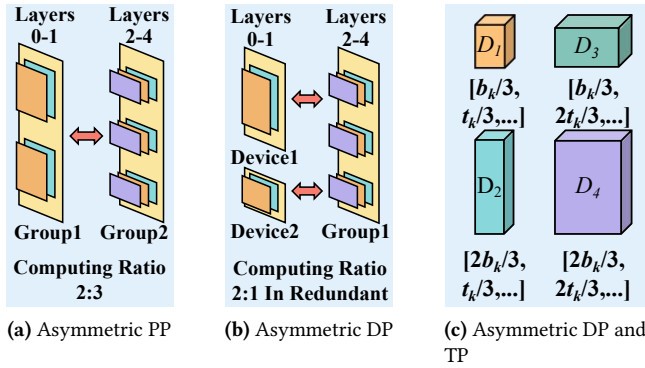 Layers
0-1
Layers
2-4
Group1
Group2
Computing Ratio
2:3
(a) Asymmetric PP
Layers
0-1
Layers
2-4
Device1
Device2
Group1
Computing Ratio
2:1 In Redundant
(b) Asymmetric DP
D1
D3
[bk/3,
tk/3,...]
[bk/3,
2tk/3,...]
D2
D4
[2bk/3,
tk/3,...]
[2bk/3,
2tk/3,...]
(c) Asymmetric DP and
TP